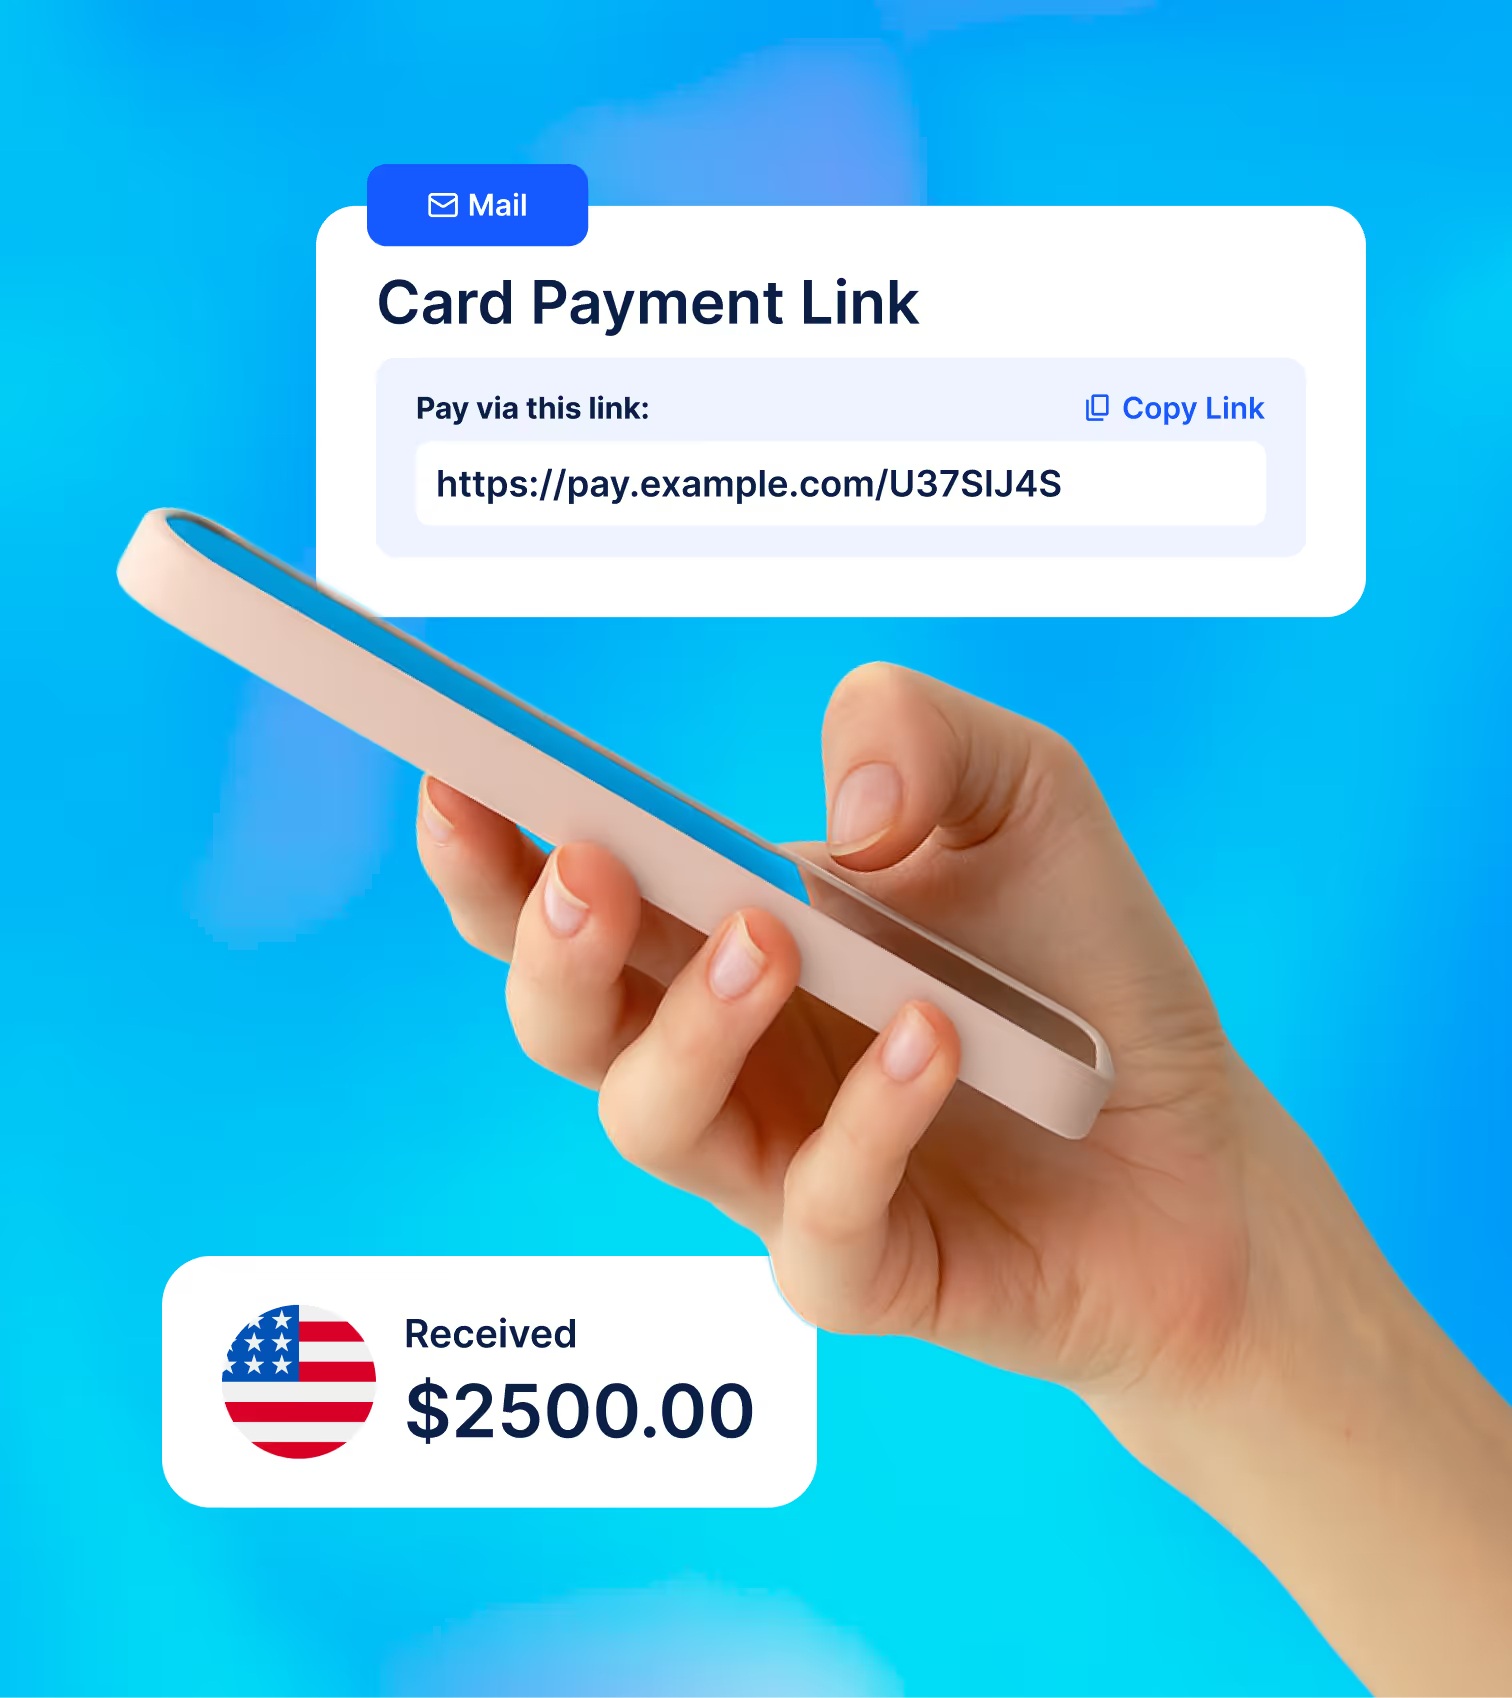 Mail
Card Payment Link
Pay via this link:
Copy Link
https://pay.example.com/U37SIJ4S
Received
$2500.00